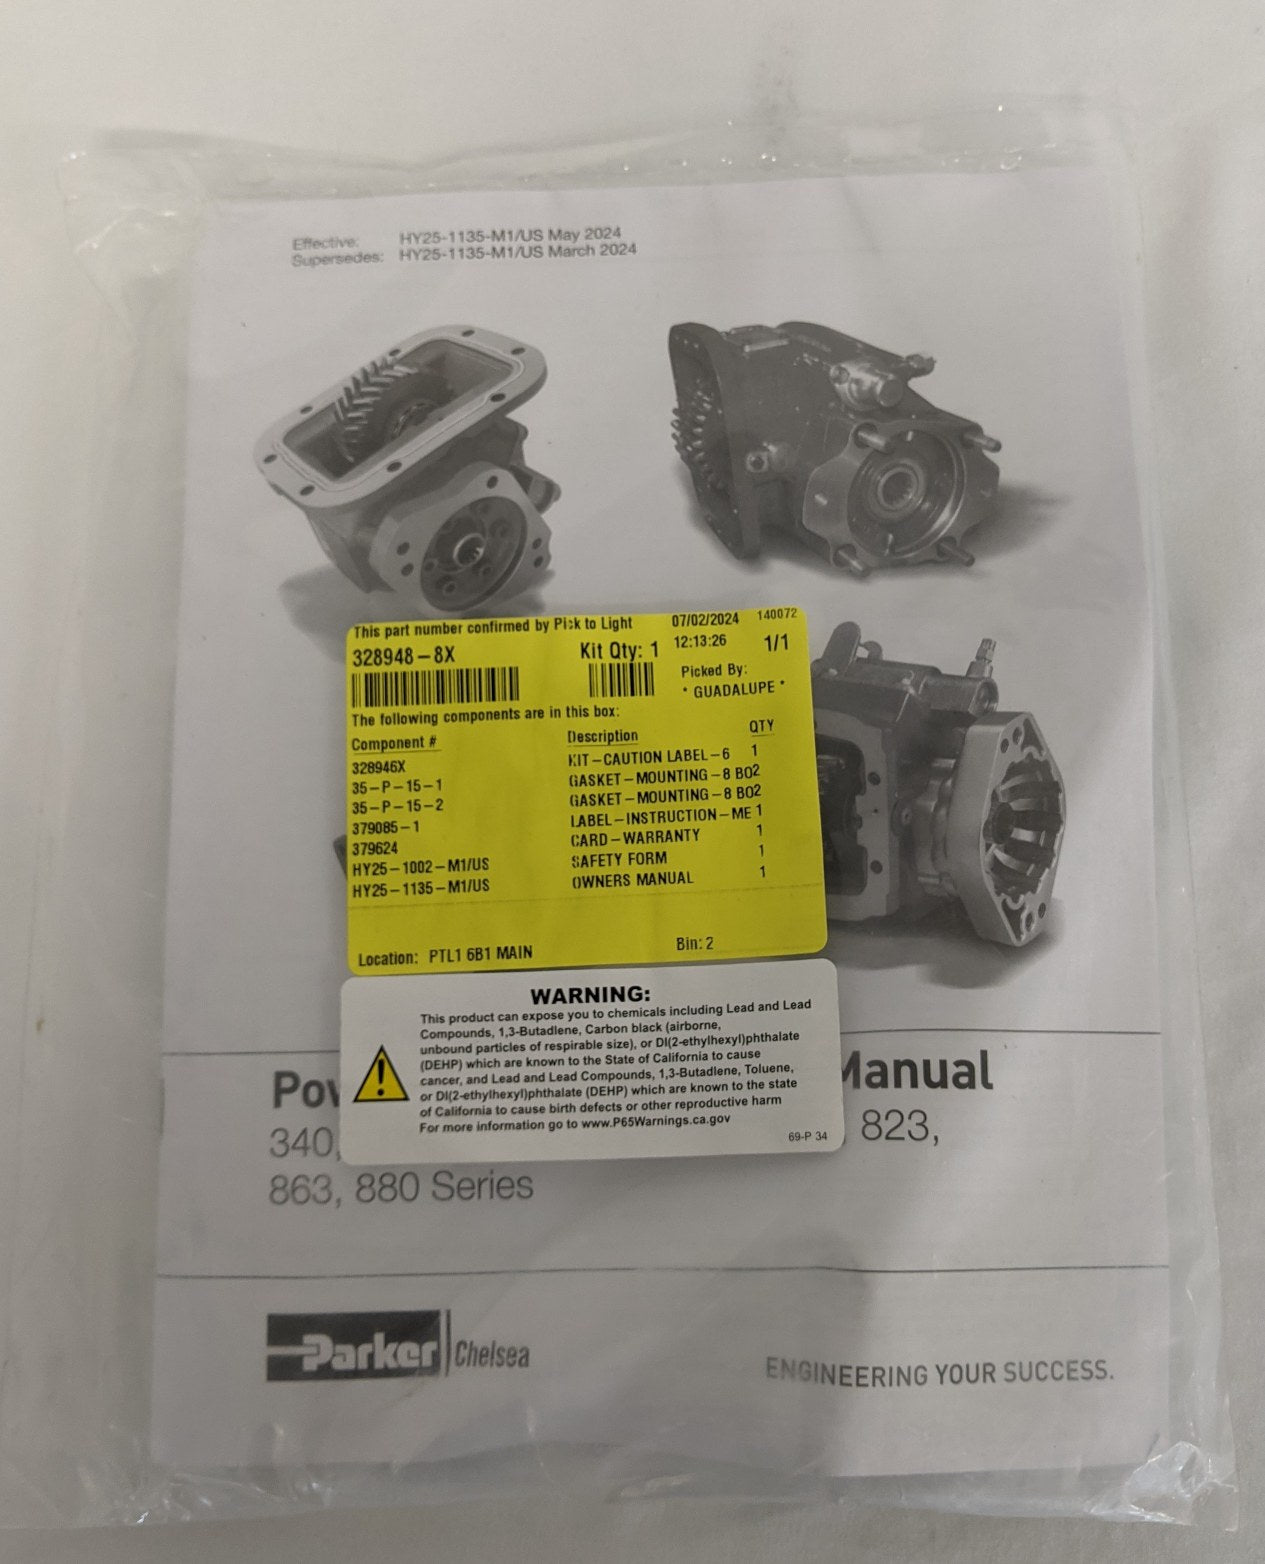 Effective: HY25-1135-M1/US May 2024
Supersedes: HY25-1135-M1/US March 2024
This part number confirmed by Pick to Light 07/02/2024 140072
328948-8X Kit Qty: 1 12:13:26 1/1
Picked By:
* GUADALUPE *
The following components are in this box:
Component # Description QTY
328946X KIT-CAUTION LABEL-6 1
35-P-15-1 GASKET-MOUNTING-8 BO2
35-P-15-2 GASKET-MOUNTING-8 BO2
379085-1 LABEL-INSTRUCTION-ME 1
379624 CARD-WARRANTY 1
HY25-1002-M1/US SAFETY FORM 1
HY25-1135-M1/US OWNERS MANUAL 1
Location: PTL1 6B1 MAIN Bin: 2
WARNING:
This product can expose you to chemicals including Lead and Lead
Compounds, 1,3-Butadlene, Carbon black (airborne,
unbound particles of respirable size), or DI(2-ethylhexyl)phthalate
(DEHP) which are known to the State of California to cause
cancer, and Lead and Lead Compounds, 1,3-Butadlene, Toluene,
or DI(2-ethylhexyl)phthalate (DEHP) which are known to the state
of California to cause birth defects or other reproductive harm
For more information go to www.P65Warnings.ca.gov
69-P 34
Manual
340, 823,
863, 880 Series
Parker Chelsea
ENGINEERING YOUR SUCCESS.